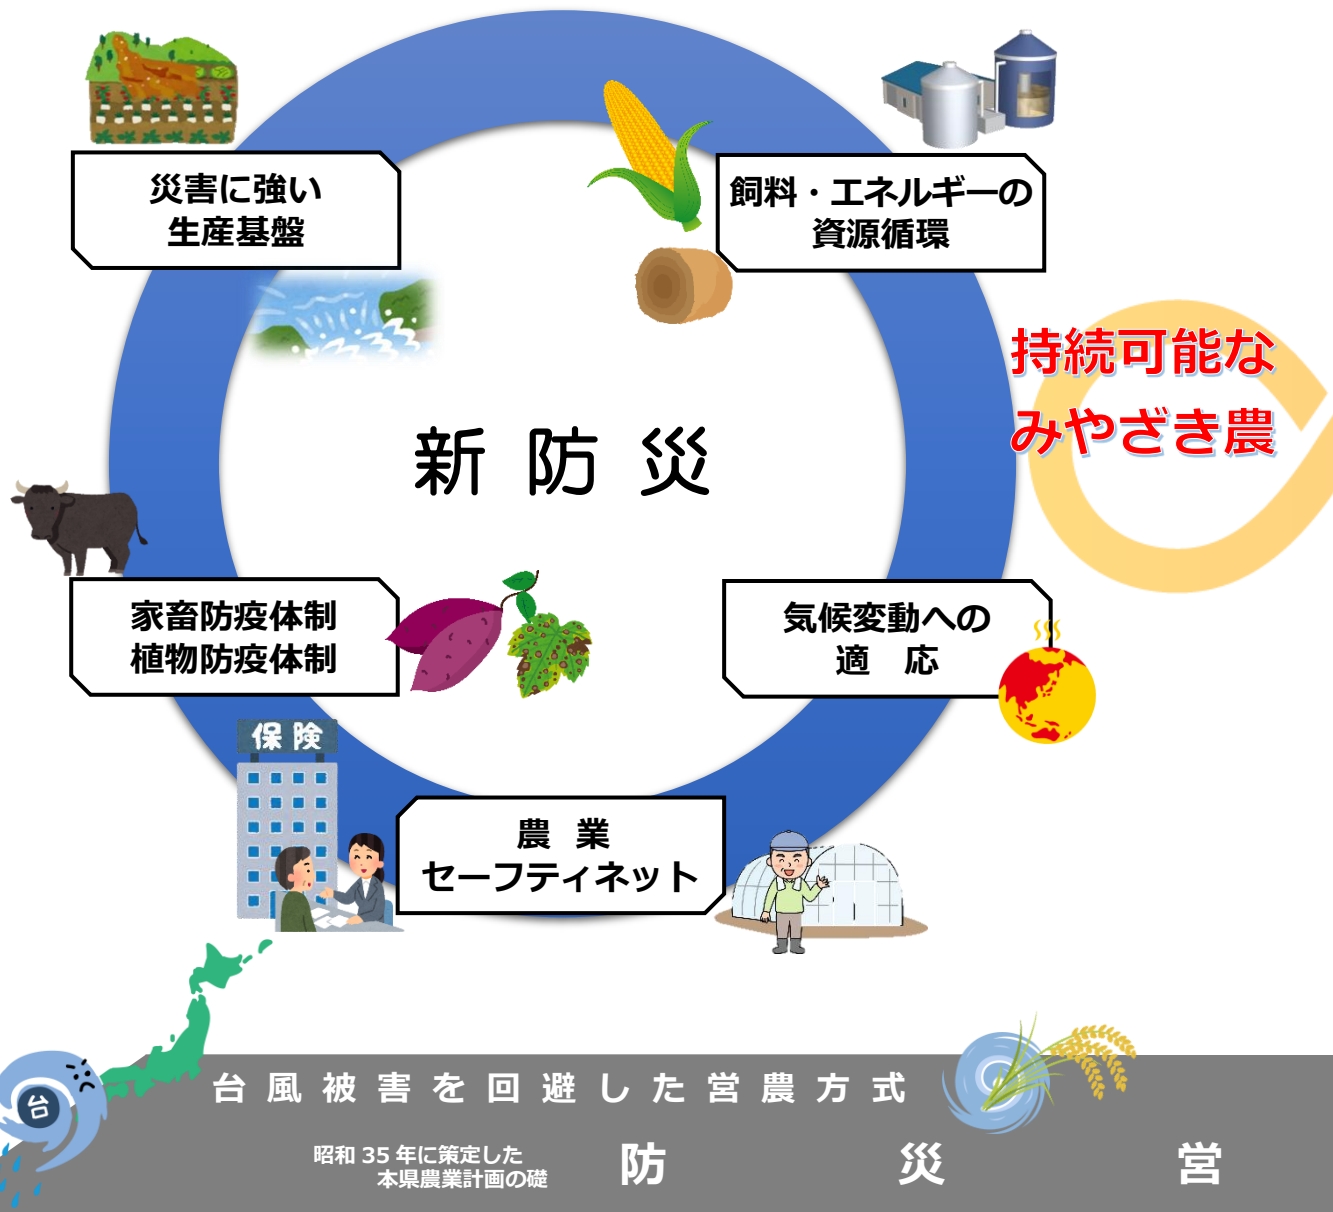 災害に強い
生産基盤
飼料・エネルギーの
資源循環
持続可能な
みやざき農
新防災
家畜防疫体制
植物防疫体制
気候変動への
適　応
保険
農　業
セーフティネット
台
台風被害を回避した営農方式
昭和 35 年に策定した
本県農業計画の礎
防　災　営